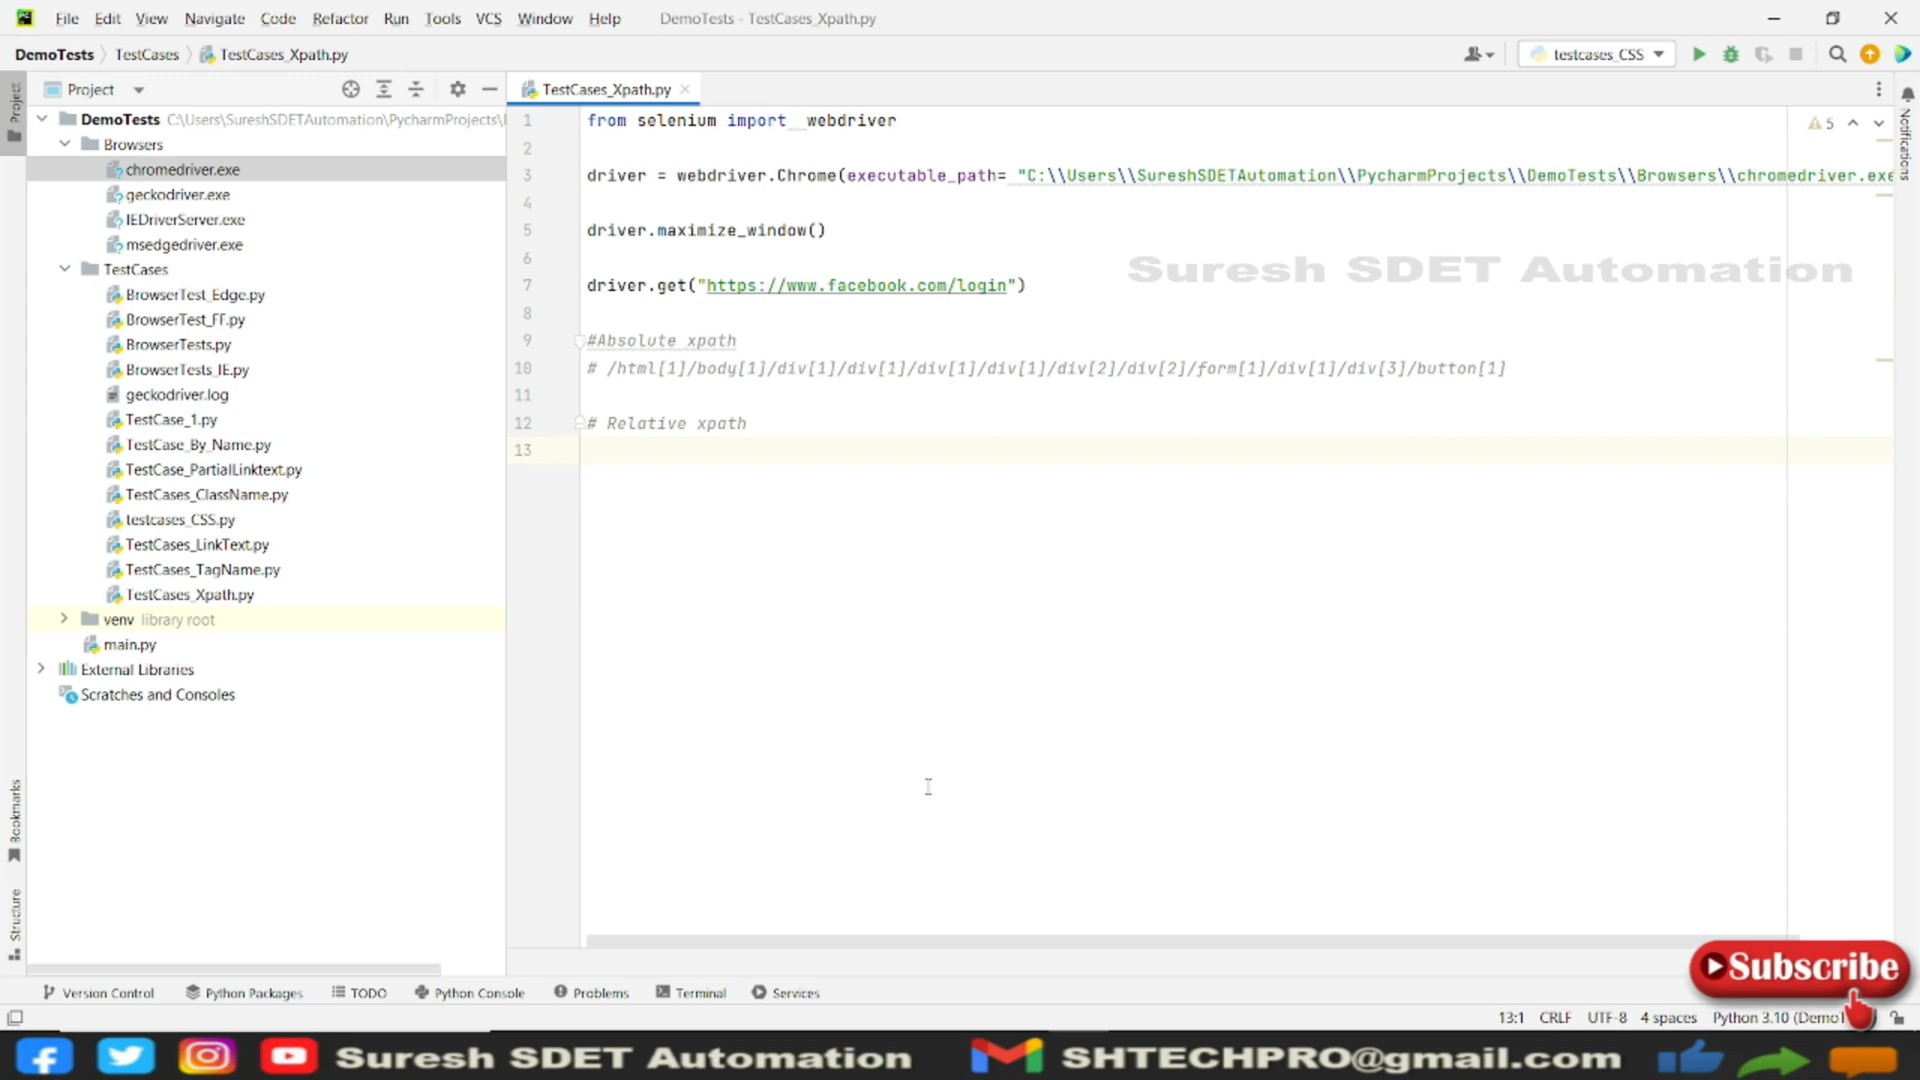 File Edit View Navigate Code Refactor Run Tools VCS Window Help DemoTests - TestCases_Xpath.py
DemoTests TestCases TestCases_Xpath.py testcases_CSS
Project
Project
TestCases_Xpath.py
Notifications
DemoTests C:\Users\SureshSDETAutomation\PycharmProjects\
Browsers
chromedriver.exe
geckodriver.exe
IEDriverServer.exe
msedgedriver.exe
TestCases
BrowserTest_Edge.py
BrowserTest_FF.py
BrowserTests.py
BrowserTests_IE.py
geckodriver.log
TestCase_1.py
TestCase_By_Name.py
TestCase_PartialLinktext.py
TestCases_ClassName.py
testcases_CSS.py
TestCases_LinkText.py
TestCases_TagName.py
TestCases_Xpath.py
venv library root
main.py
External Libraries
Scratches and Consoles
Bookmarks
Structure
1 from selenium import  webdriver
5
2
3 driver = webdriver.Chrome(executable_path= "C:\\Users\\SureshSDETAutomation\\PycharmProjects\\DemoTests\\Browsers\\chromedriver.exe
4
5 driver.maximize_window()
6
Suresh SDET Automation
7 driver.get("https://www.facebook.com/login")
8
9 #Absolute xpath
10 # /html[1]/body[1]/div[1]/div[1]/div[1]/div[1]/div[2]/div[2]/form[1]/div[1]/div[3]/button[1]
11
12 # Relative xpath
13
Subscribe
Version Control Python Packages TODO Python Console Problems Terminal Services
13:1 CRLF UTF-8 4 spaces Python 3.10 (DemoT
Suresh SDET Automation SHTECHPRO@gmail.com